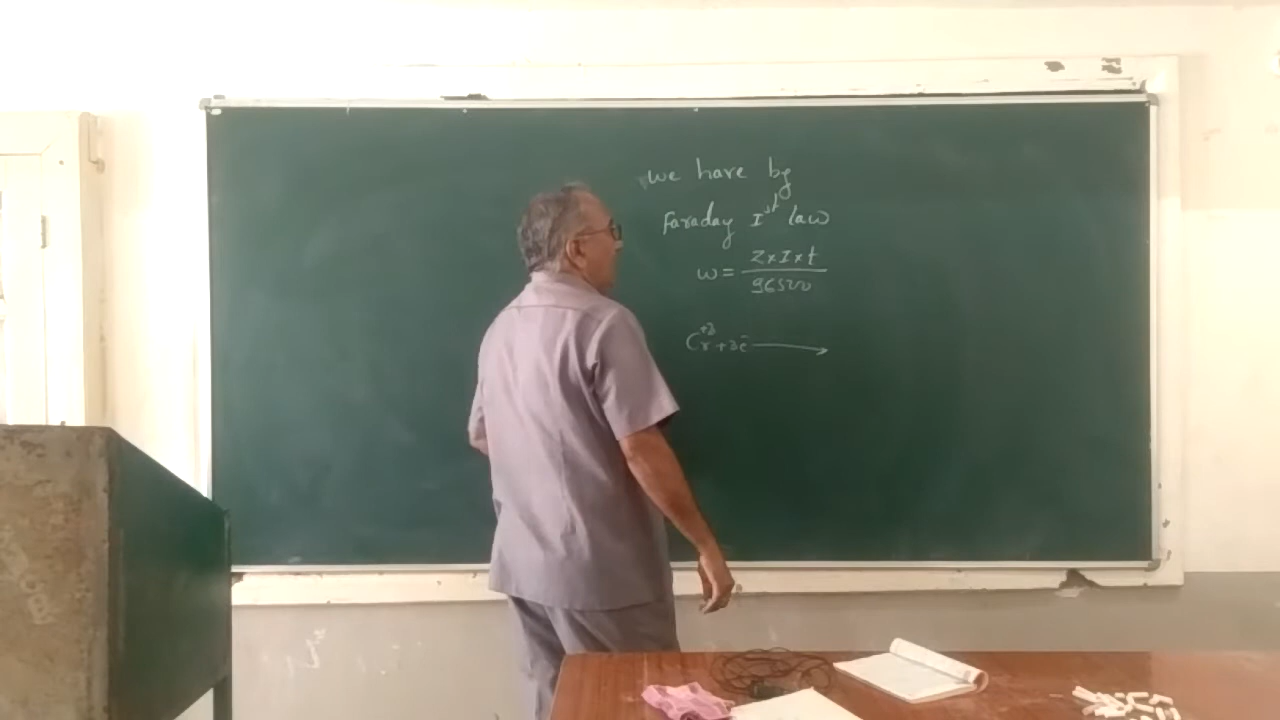 we have by
Faraday Ist law
w = Z×I×t / 96500
Cr+3 + 3e- ⟶